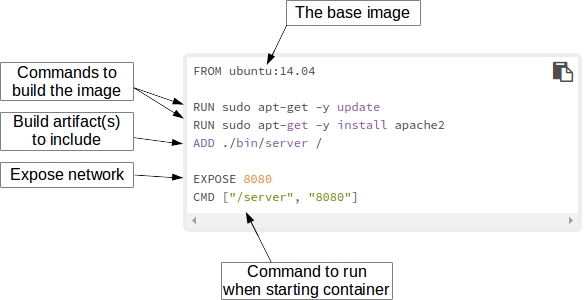 The base image
FROM ubuntu:14.04
Commands to
build the image
RUN sudo apt-get -y update
RUN sudo apt-get -y install apache2
Build artifact(s)
to include
ADD ./bin/server /
Expose network
EXPOSE 8080
CMD ["/server", "8080"]
Command to run
when starting container